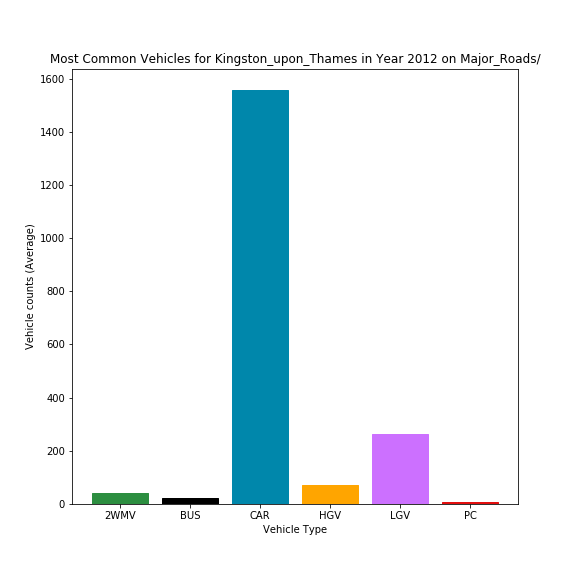 Most Common Vehicles for Kingston_upon_Thames in Year 2012 on Major_Roads/
1600
1400
1200
1000
800
600
400
200
0
Vehicle counts (Average)
2WMV BUS CAR HGV LGV PC
Vehicle Type